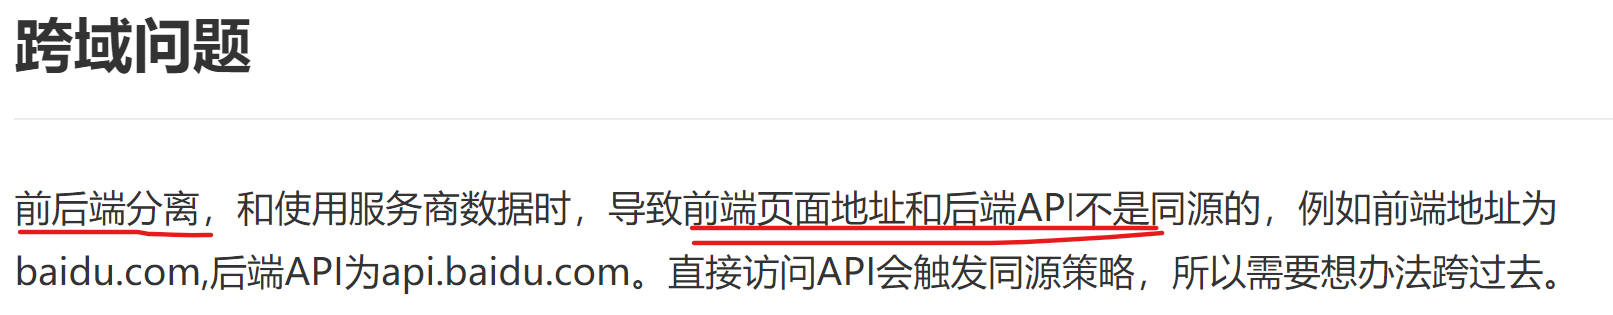 跨域问题
前后端分离，和使用服务商数据时，导致前端页面地址和后端API不是同源的，例如前端地址为
baidu.com,后端API为api.baidu.com。直接访问API会触发同源策略，所以需要想办法跨过去。